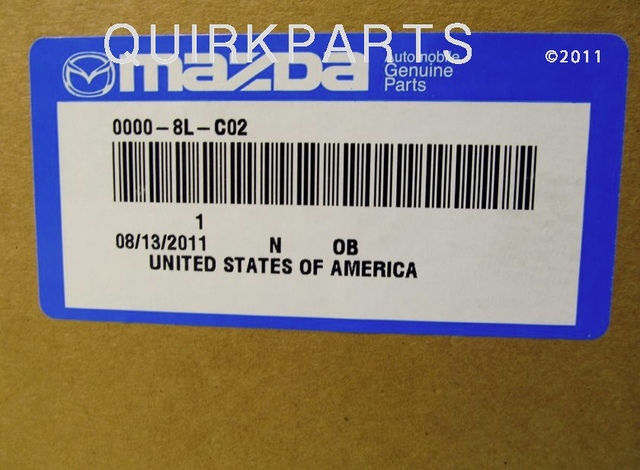 QUIRKPARTS
©2011
mazda
Automobile
Genuine
Parts
0000-8L-C02
1
08/13/2011 N OB
UNITED STATES OF AMERICA